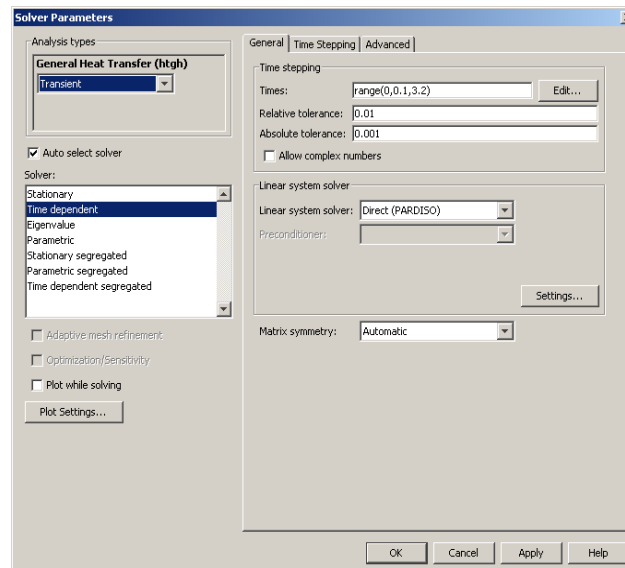 Solver Parameters
Analysis types
General Heat Transfer (htgh)
Transient
Auto select solver
Solver:
Stationary
Time dependent
Eigenvalue
Parametric
Stationary segregated
Parametric segregated
Time dependent segregated
Adaptive mesh refinement
Optimization/Sensitivity
Plot while solving
Plot Settings...
General Time Stepping Advanced
Time stepping
Times: range(0,0.1,3.2) Edit...
Relative tolerance: 0.01
Absolute tolerance: 0.001
Allow complex numbers
Linear system solver
Linear system solver: Direct (PARDISO)
Preconditioner:
Settings...
Matrix symmetry: Automatic
OK Cancel Apply Help